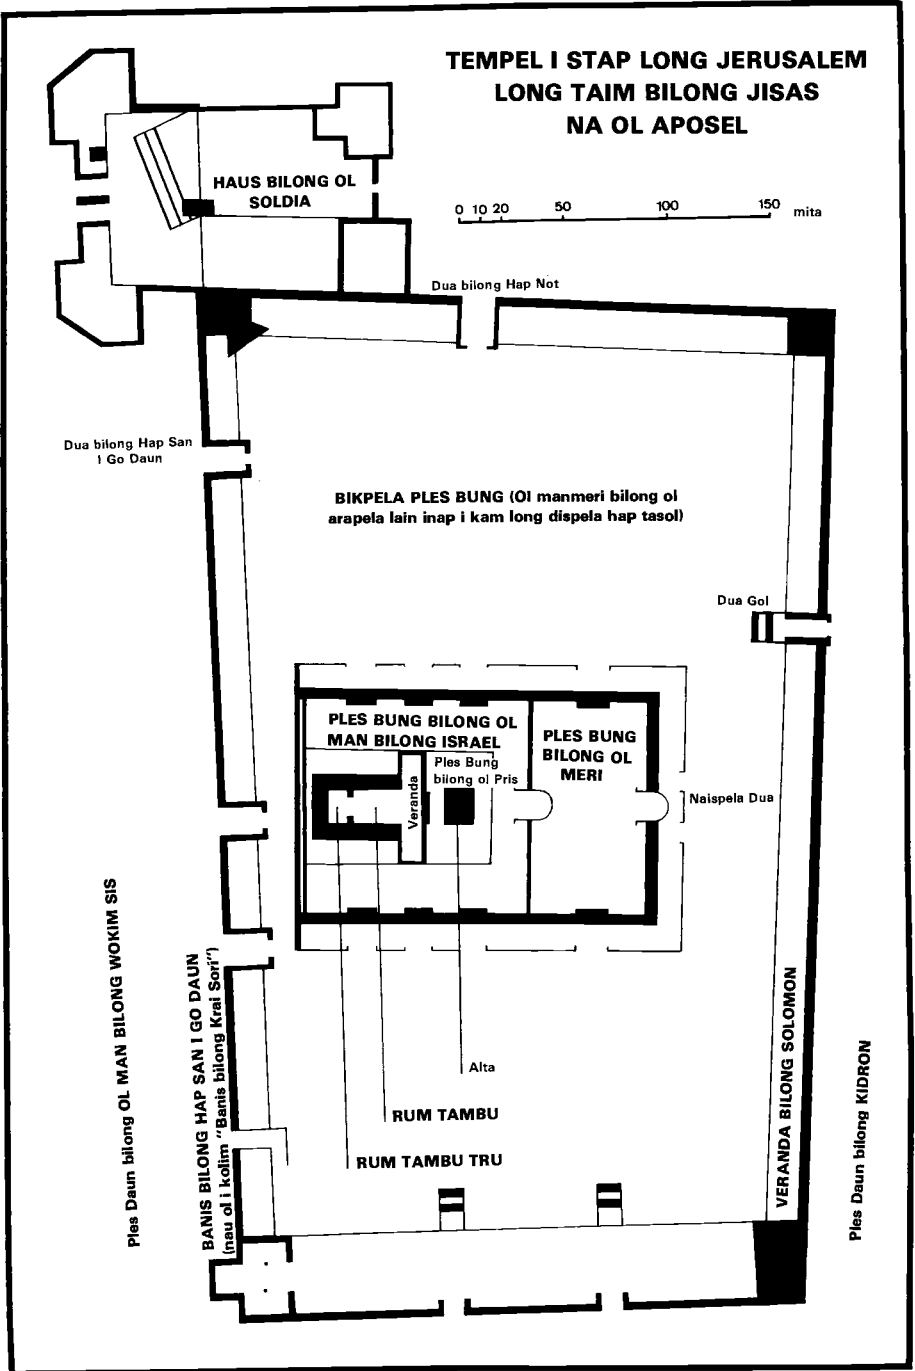 TEMPEL I STAP LONG JERUSALEM
LONG TAIM BILONG JISAS
NA OL APOSEL
HAUS BILONG OL
SOLDIA
0 10 20 50 100 150 mita
Dua bilong Hap Not
Dua bilong Hap San
I Go Daun
BIKPELA PLES BUNG (Ol manmeri bilong ol
arapela lain inap i kam long dispela hap tasol)
Dua Gol
PLES BUNG BILONG OL
MAN BILONG ISRAEL
PLES BUNG
BILONG OL
MERI
Ples Bung
bilong ol Pris
Veranda
Naispela Dua
Ples Daun bilong OL MAN BILONG WOKIM SIS
BANIS BILONG HAP SAN I GO DAUN
(nau ol i kolim "Banis bilong Krai Sori")
Alta
RUM TAMBU
RUM TAMBU TRU
VERANDA BILONG SOLOMON
Ples Daun bilong KIDRON